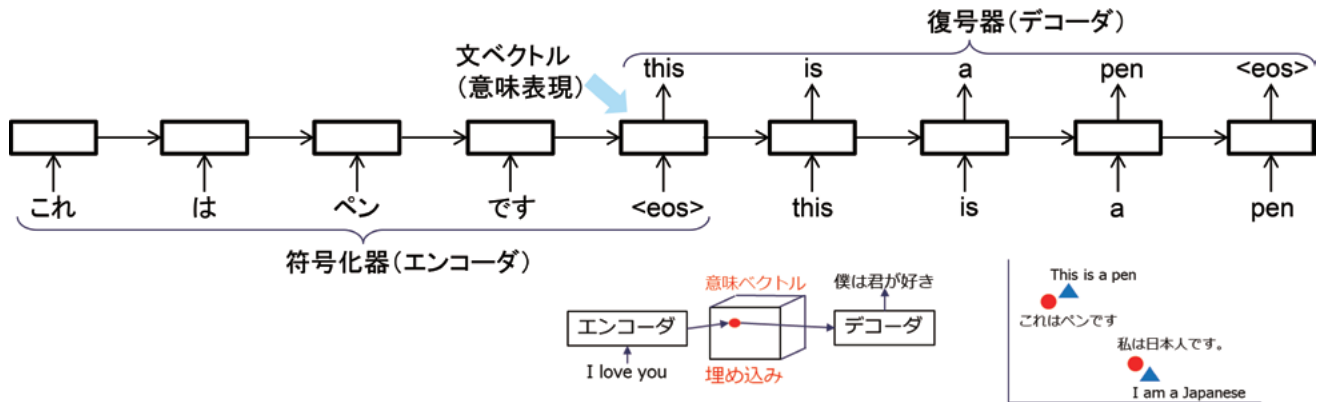 復号器(デコーダ)
文ベクトル
(意味表現)
this is a pen <eos>
これ は ペン です <eos> this is a pen
符号化器(エンコーダ)
意味ベクトル
僕は君が好き
エンコーダ
デコーダ
I love you
埋め込み
This is a pen
これはペンです
私は日本人です。
I am a Japanese